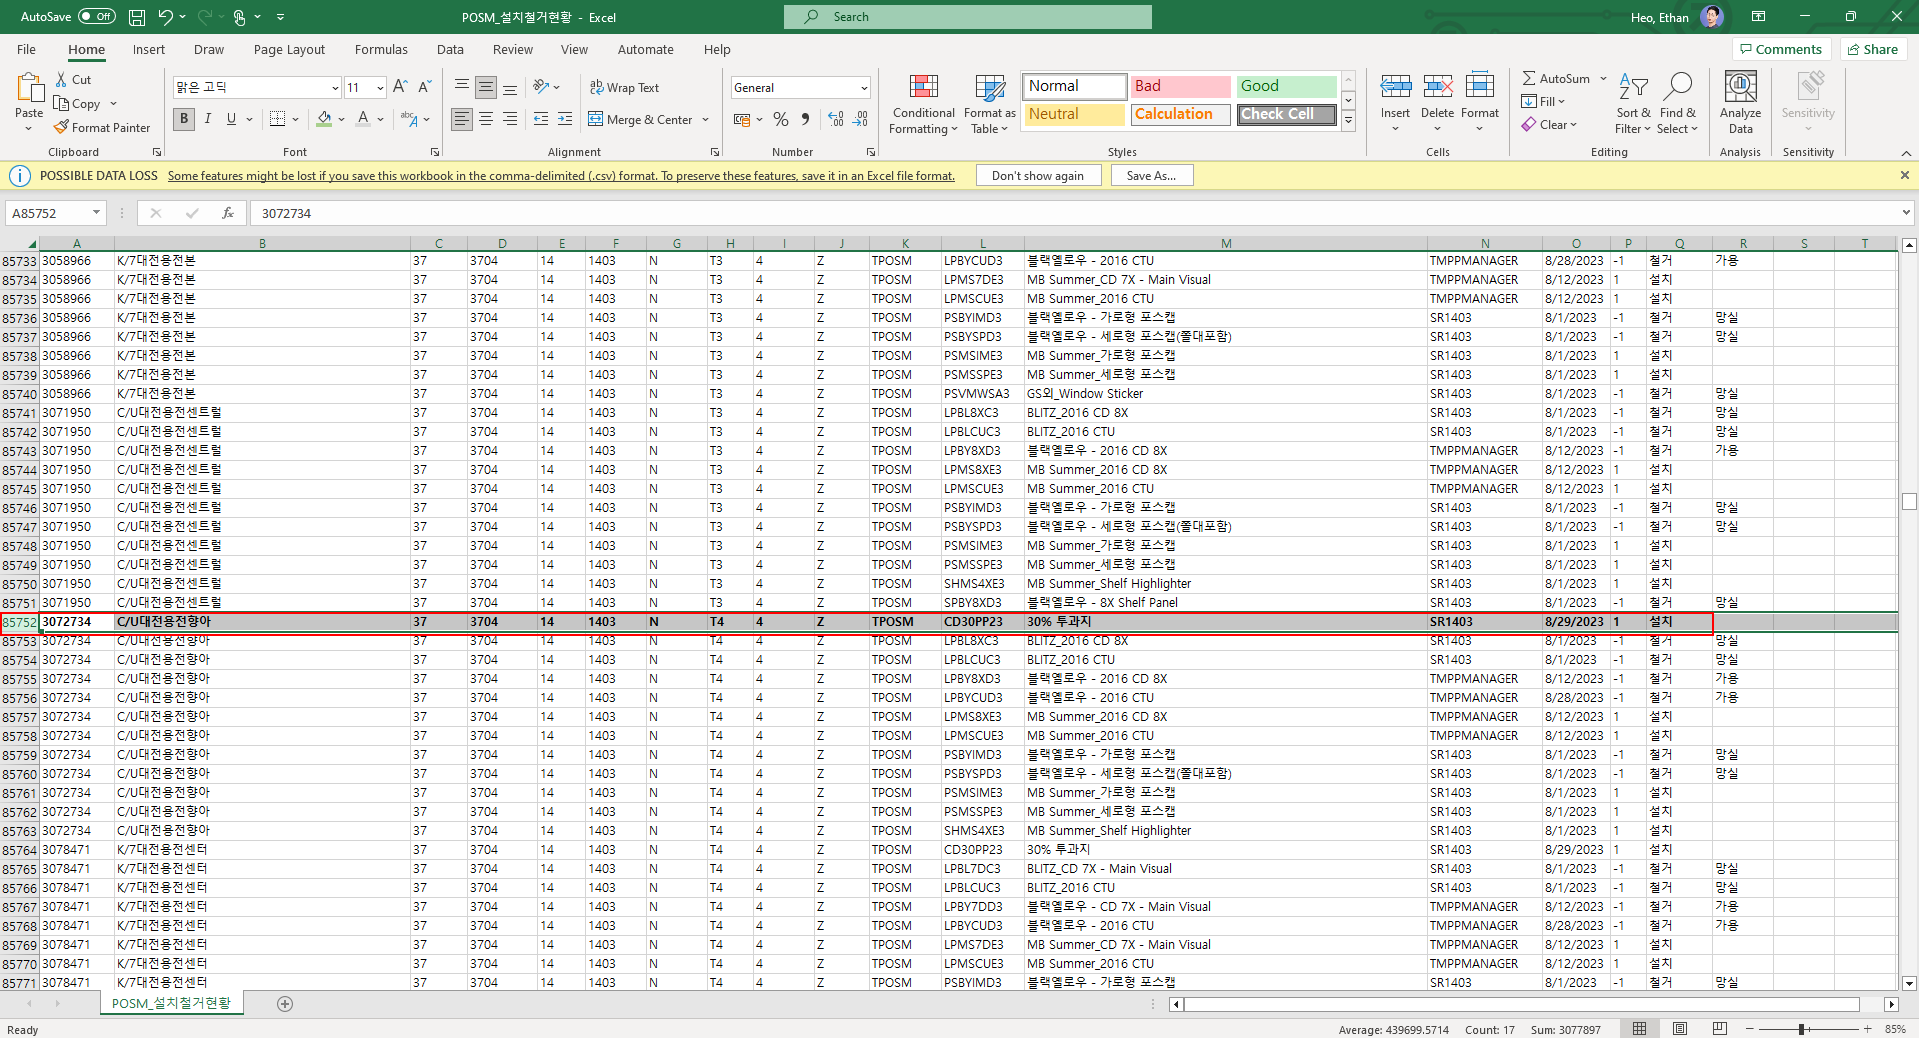 AutoSave Off POSM_설치철거현황 - Excel Search Heo, Ethan
File Home Insert Draw Page Layout Formulas Data Review View Automate Help Comments Share
Paste Cut Copy Format Painter Clipboard
맑은 고딕 11 B I U A Font
Wrap Text Merge & Center Alignment
General Number
Conditional Formatting Format as Table Normal Bad Good Neutral Calculation Check Cell Styles
Insert Delete Format Cells
AutoSum Fill Clear Sort & Filter Find & Select Editing
Analyze Data Analysis Sensitivity Sensitivity
POSSIBLE DATA LOSS Some features might be lost if you save this workbook in the comma-delimited (.csv) format. To preserve these features, save it in an Excel file format. Don't show again Save As...
A85752 fx 3072734
A B C D E F G H I J K L M N O P Q R S T
85733 3058966 K/7대전용전본 37 3704 14 1403 N T3 4 Z TPOSM LPBYCUD3 블랙옐로우 - 2016 CTU TMPPMANAGER 8/28/2023 -1 철거 가용
85734 3058966 K/7대전용전본 37 3704 14 1403 N T3 4 Z TPOSM LPMS7DE3 MB Summer_CD 7X - Main Visual TMPPMANAGER 8/12/2023 1 설치
85735 3058966 K/7대전용전본 37 3704 14 1403 N T3 4 Z TPOSM LPMSCUE3 MB Summer_2016 CTU TMPPMANAGER 8/12/2023 1 설치
85736 3058966 K/7대전용전본 37 3704 14 1403 N T3 4 Z TPOSM PSBYIMD3 블랙옐로우 - 가로형 포스캡 SR1403 8/1/2023 -1 철거 망실
85737 3058966 K/7대전용전본 37 3704 14 1403 N T3 4 Z TPOSM PSBYSPD3 블랙옐로우 - 세로형 포스캡(쫄대포함) SR1403 8/1/2023 -1 철거 망실
85738 3058966 K/7대전용전본 37 3704 14 1403 N T3 4 Z TPOSM PSMSIME3 MB Summer_가로형 포스캡 SR1403 8/1/2023 1 설치
85739 3058966 K/7대전용전본 37 3704 14 1403 N T3 4 Z TPOSM PSMSSPE3 MB Summer_세로형 포스캡 SR1403 8/1/2023 1 설치
85740 3058966 K/7대전용전본 37 3704 14 1403 N T3 4 Z TPOSM PSVMWSA3 GS외_Window Sticker SR1403 8/1/2023 -1 철거 망실
85741 3071950 C/U대전용전센트럴 37 3704 14 1403 N T3 4 Z TPOSM LPBL8XC3 BLITZ_2016 CD 8X SR1403 8/1/2023 -1 철거 망실
85742 3071950 C/U대전용전센트럴 37 3704 14 1403 N T3 4 Z TPOSM LPBLCUC3 BLITZ_2016 CTU SR1403 8/1/2023 -1 철거 망실
85743 3071950 C/U대전용전센트럴 37 3704 14 1403 N T3 4 Z TPOSM LPBY8XD3 블랙옐로우 - 2016 CD 8X TMPPMANAGER 8/12/2023 -1 철거 가용
85744 3071950 C/U대전용전센트럴 37 3704 14 1403 N T3 4 Z TPOSM LPMS8XE3 MB Summer_2016 CD 8X TMPPMANAGER 8/12/2023 1 설치
85745 3071950 C/U대전용전센트럴 37 3704 14 1403 N T3 4 Z TPOSM LPMSCUE3 MB Summer_2016 CTU TMPPMANAGER 8/12/2023 1 설치
85746 3071950 C/U대전용전센트럴 37 3704 14 1403 N T3 4 Z TPOSM PSBYIMD3 블랙옐로우 - 가로형 포스캡 SR1403 8/1/2023 -1 철거 망실
85747 3071950 C/U대전용전센트럴 37 3704 14 1403 N T3 4 Z TPOSM PSBYSPD3 블랙옐로우 - 세로형 포스캡(쫄대포함) SR1403 8/1/2023 -1 철거 망실
85748 3071950 C/U대전용전센트럴 37 3704 14 1403 N T3 4 Z TPOSM PSMSIME3 MB Summer_가로형 포스캡 SR1403 8/1/2023 1 설치
85749 3071950 C/U대전용전센트럴 37 3704 14 1403 N T3 4 Z TPOSM PSMSSPE3 MB Summer_세로형 포스캡 SR1403 8/1/2023 1 설치
85750 3071950 C/U대전용전센트럴 37 3704 14 1403 N T3 4 Z TPOSM SHMS4XE3 MB Summer_Shelf Highlighter SR1403 8/1/2023 1 설치
85751 3071950 C/U대전용전센트럴 37 3704 14 1403 N T3 4 Z TPOSM SPBY8XD3 블랙옐로우 - 8X Shelf Panel SR1403 8/1/2023 -1 철거 망실
85752 3072734 C/U대전용전향아 37 3704 14 1403 N T4 4 Z TPOSM CD30PP23 30% 투과지 SR1403 8/29/2023 1 설치
85753 3072734 C/U대전용전향아 37 3704 14 1403 N T4 4 Z TPOSM LPBL8XC3 BLITZ_2016 CD 8X SR1403 8/1/2023 -1 철거 망실
85754 3072734 C/U대전용전향아 37 3704 14 1403 N T4 4 Z TPOSM LPBLCUC3 BLITZ_2016 CTU SR1403 8/1/2023 -1 철거 망실
85755 3072734 C/U대전용전향아 37 3704 14 1403 N T4 4 Z TPOSM LPBY8XD3 블랙옐로우 - 2016 CD 8X TMPPMANAGER 8/12/2023 -1 철거 가용
85756 3072734 C/U대전용전향아 37 3704 14 1403 N T4 4 Z TPOSM LPBYCUD3 블랙옐로우 - 2016 CTU TMPPMANAGER 8/28/2023 -1 철거 가용
85757 3072734 C/U대전용전향아 37 3704 14 1403 N T4 4 Z TPOSM LPMS8XE3 MB Summer_2016 CD 8X TMPPMANAGER 8/12/2023 1 설치
85758 3072734 C/U대전용전향아 37 3704 14 1403 N T4 4 Z TPOSM LPMSCUE3 MB Summer_2016 CTU TMPPMANAGER 8/12/2023 1 설치
85759 3072734 C/U대전용전향아 37 3704 14 1403 N T4 4 Z TPOSM PSBYIMD3 블랙옐로우 - 가로형 포스캡 SR1403 8/1/2023 -1 철거 망실
85760 3072734 C/U대전용전향아 37 3704 14 1403 N T4 4 Z TPOSM PSBYSPD3 블랙옐로우 - 세로형 포스캡(쫄대포함) SR1403 8/1/2023 -1 철거 망실
85761 3072734 C/U대전용전향아 37 3704 14 1403 N T4 4 Z TPOSM PSMSIME3 MB Summer_가로형 포스캡 SR1403 8/1/2023 1 설치
85762 3072734 C/U대전용전향아 37 3704 14 1403 N T4 4 Z TPOSM PSMSSPE3 MB Summer_세로형 포스캡 SR1403 8/1/2023 1 설치
85763 3072734 C/U대전용전향아 37 3704 14 1403 N T4 4 Z TPOSM SHMS4XE3 MB Summer_Shelf Highlighter SR1403 8/1/2023 1 설치
85764 3078471 K/7대전용전센터 37 3704 14 1403 N T4 4 Z TPOSM CD30PP23 30% 투과지 SR1403 8/29/2023 1 설치
85765 3078471 K/7대전용전센터 37 3704 14 1403 N T4 4 Z TPOSM LPBL7DC3 BLITZ_CD 7X - Main Visual SR1403 8/1/2023 -1 철거 망실
85766 3078471 K/7대전용전센터 37 3704 14 1403 N T4 4 Z TPOSM LPBLCUC3 BLITZ_2016 CTU SR1403 8/1/2023 -1 철거 망실
85767 3078471 K/7대전용전센터 37 3704 14 1403 N T4 4 Z TPOSM LPBY7DD3 블랙옐로우 - CD 7X - Main Visual TMPPMANAGER 8/12/2023 -1 철거 가용
85768 3078471 K/7대전용전센터 37 3704 14 1403 N T4 4 Z TPOSM LPBYCUD3 블랙옐로우 - 2016 CTU TMPPMANAGER 8/28/2023 -1 철거 가용
85769 3078471 K/7대전용전센터 37 3704 14 1403 N T4 4 Z TPOSM LPMS7DE3 MB Summer_CD 7X - Main Visual TMPPMANAGER 8/12/2023 1 설치
85770 3078471 K/7대전용전센터 37 3704 14 1403 N T4 4 Z TPOSM LPMSCUE3 MB Summer_2016 CTU TMPPMANAGER 8/12/2023 1 설치
85771 3078471 K/7대전용전센터 37 3704 14 1403 N T4 4 Z TPOSM PSBYIMD3 블랙옐로우 - 가로형 포스캡 SR1403 8/1/2023 -1 철거 망실
POSM_설치철거현황
Ready Average: 439699.5714 Count: 17 Sum: 3077897 85%